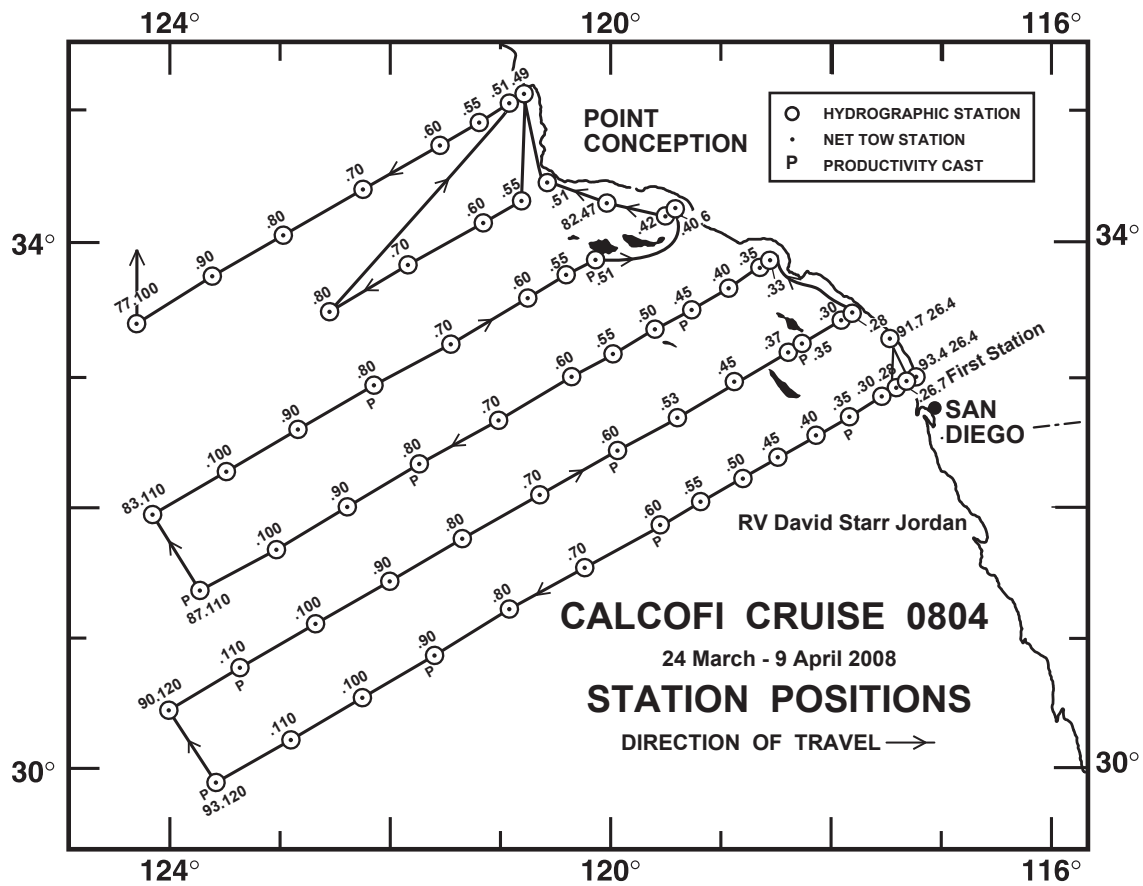 124° 120° 116°
POINT
CONCEPTION
HYDROGRAPHIC STATION
NET TOW STATION
P PRODUCTIVITY CAST
.49
.51
.55
.60
.70
.80
.90
77.100
34° 34°
.55
.60
.70
.80
.51
82.47
.42
.40.6
P
.51
.55
.60
.70
.80
P
.90
.100
83.110
.33
.35
.40
.45
P
.50
.55
.60
.70
.80
P
.90
.100
P
87.110
.28
.30
P .35
.37
.45
.53
.60
P
.70
.80
.90
.100
.110
P
90.120
91.7 26.4
93.4 26.4
First Station
.26.7
.28
.30
.35
P
.40
.45
.50
.55
.60
P
.70
.80
.90
P
.100
.110
P
93.120
SAN
DIEGO
RV David Starr Jordan
CALCOFI CRUISE 0804
24 March - 9 April 2008
STATION POSITIONS
DIRECTION OF TRAVEL
30° 30°
124° 120° 116°